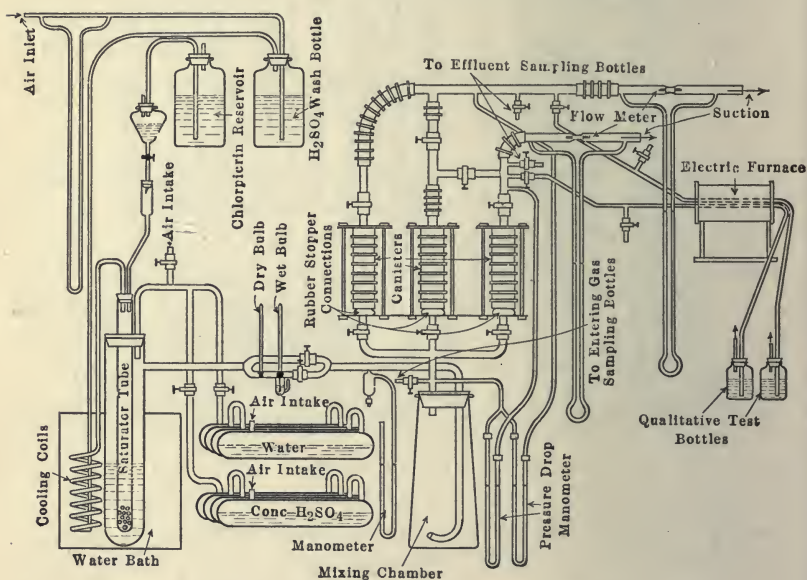 Air Inlet
Chlorpicrin Reservoir
H2SO4 Wash Bottle
To Effluent Sampling Bottles
Flow Meter
Suction
Electric Furnace
Air Intake
Dry Bulb
Wet Bulb
Rubber Stopper
Connections
Canisters
To Entering Gas
Sampling Bottles
Qualitative Test
Bottles
Saturator Tube
Cooling Coils
Air Intake
Water
Air Intake
Conc-H2SO4
Water Bath
Manometer
Mixing Chamber
Pressure Drop
Manometer